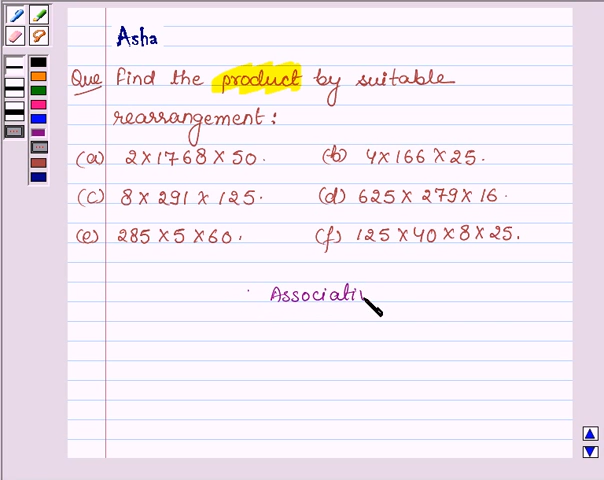 Asha
Que Find the product by suitable
rearrangement:
(a) 2×1768×50. (b) 4×166×25.
(c) 8×291×125. (d) 625×279×16.
(e) 285×5×60. (f) 125×40×8×25.
Associati